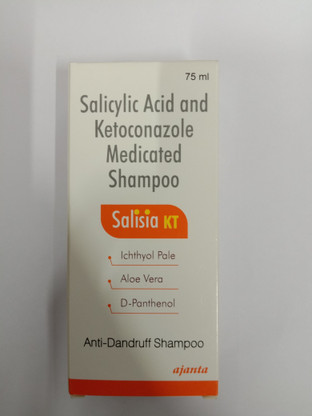 75 ml
Salicylic Acid and
Ketoconazole
Medicated
Shampoo
Salisia KT
Ichthyol Pale
Aloe Vera
D-Panthenol
Anti-Dandruff Shampoo
ajanta